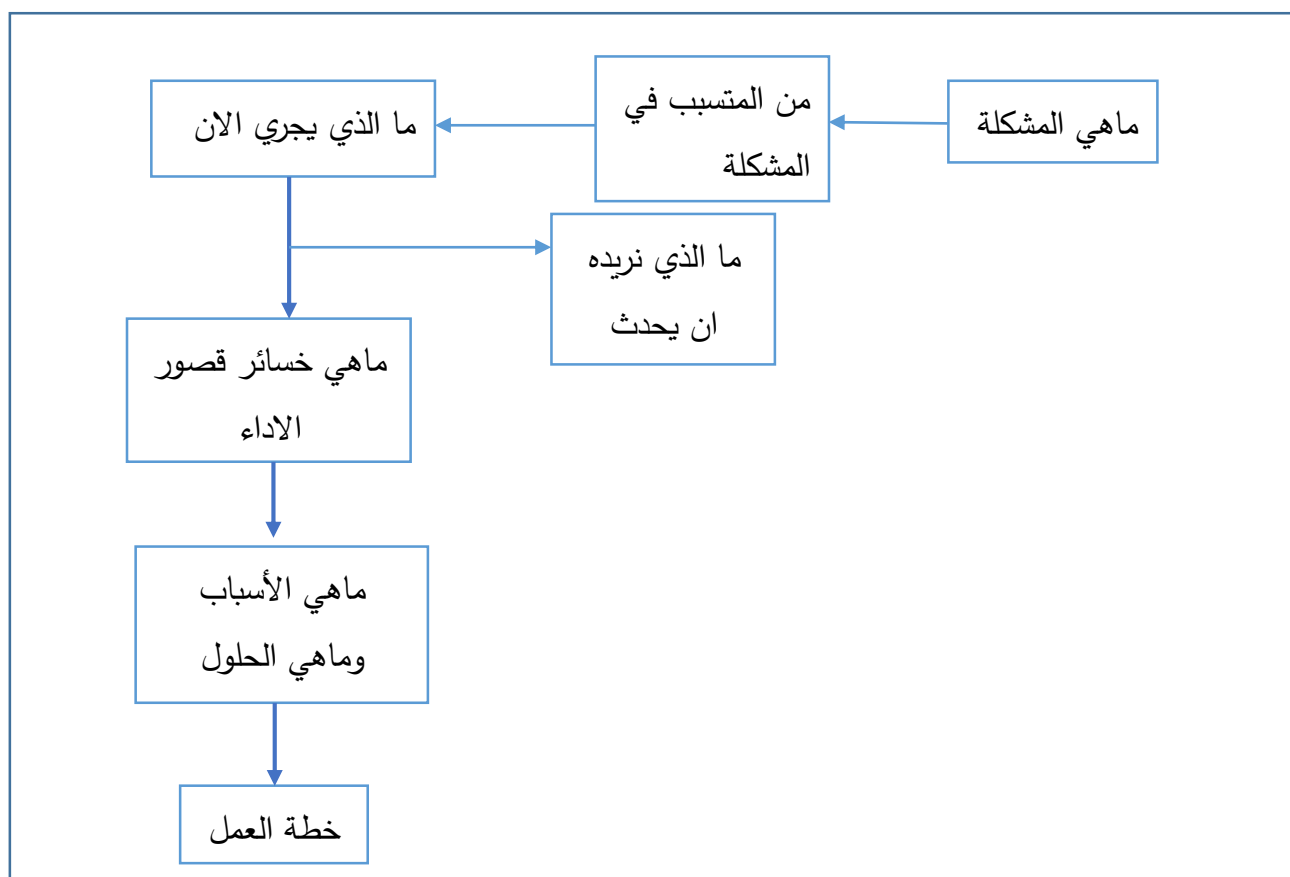 ماهي المشكلة
من المتسبب في
المشكلة
ما الذي يجري الان
ما الذي نريده
ان يحدث
ماهي خسائر قصور
الاداء
ماهي الأسباب
وماهي الحلول
خطة العمل